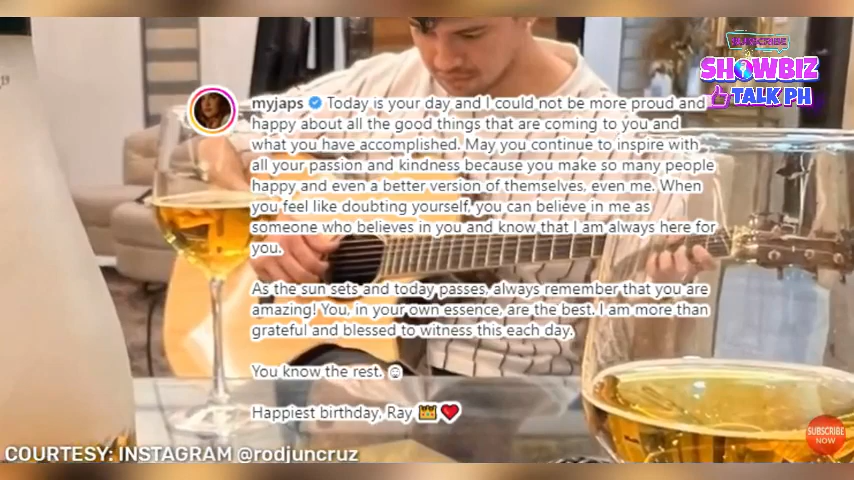 SUBSCRIBE
SHOWBIZ
TALK PH
myjaps Today is your day and I could not be more proud and
happy about all the good things that are coming to you and
what you have accomplished. May you continue to inspire with
all your passion and kindness because you make so many people
happy and even a better version of themselves, even me. When
you feel like doubting yourself, you can believe in me as
someone who believes in you and know that I am always here for
you.
As the sun sets and today passes, always remember that you are
amazing! You, in your own essence, are the best. I am more than
grateful and blessed to witness this each day.
You know the rest.
Happiest birthday, Ray 👑❤️
SUBSCRIBE
NOW
COURTESY: INSTAGRAM @rodjuncruz